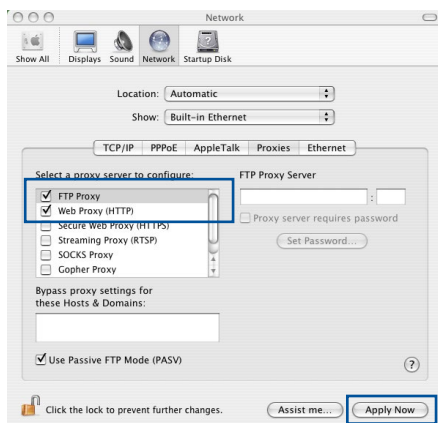 Network
Show All Displays Sound Network Startup Disk
Location: Automatic
Show: Built-in Ethernet
TCP/IP PPPoE AppleTalk Proxies Ethernet
Select a proxy server to configure: FTP Proxy Server
FTP Proxy :
Web Proxy (HTTP) Proxy server requires password
Secure Web Proxy (HTTPS)
Streaming Proxy (RTSP) Set Password...
SOCKS Proxy
Gopher Proxy
Bypass proxy settings for
these Hosts & Domains:
Use Passive FTP Mode (PASV) ?
Click the lock to prevent further changes. Assist me... Apply Now